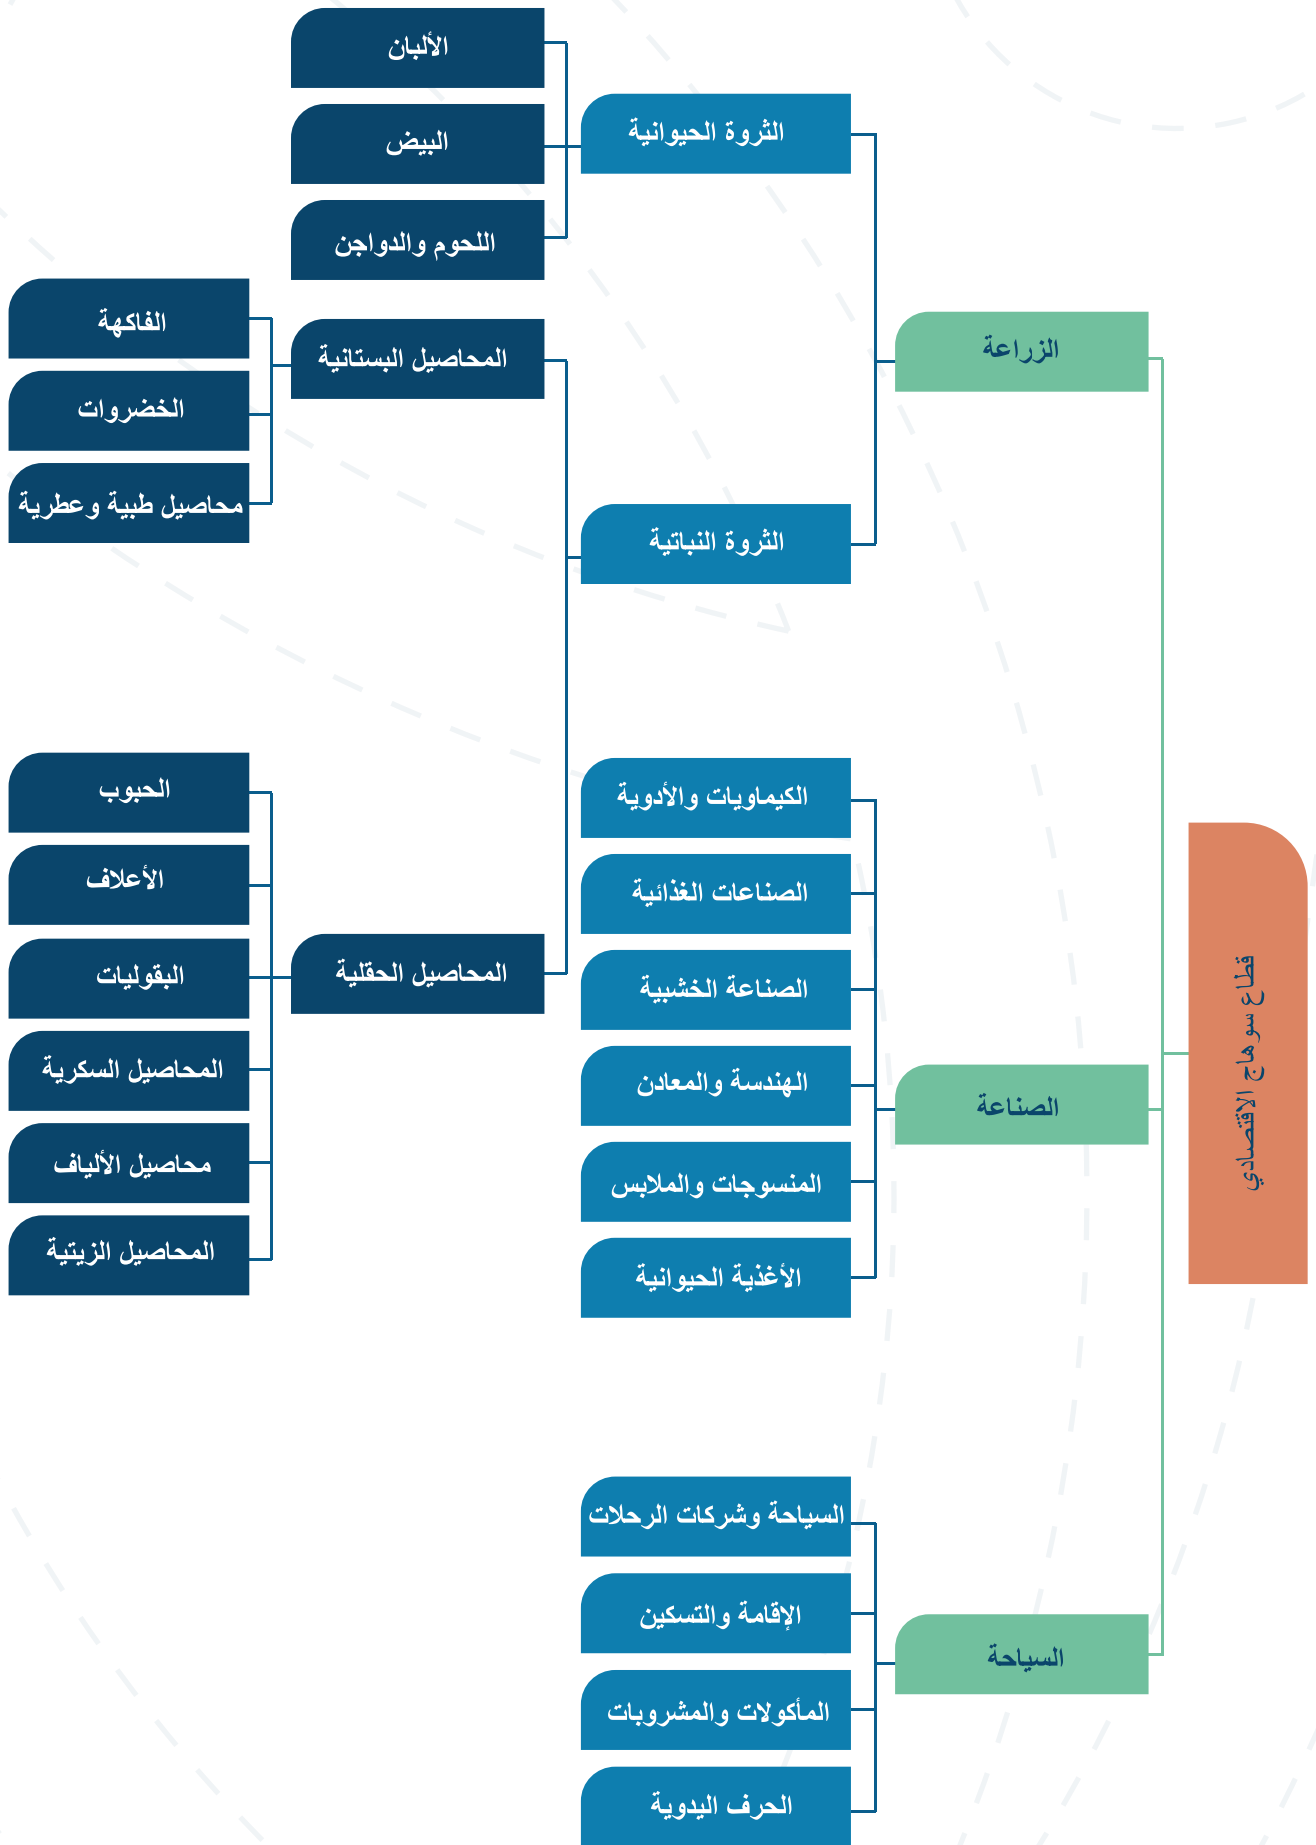 قطاع سوهاج الاقتصادي
الزراعة
الثروة الحيوانية
الألبان
البيض
اللحوم والدواجن
الثروة النباتية
المحاصيل البستانية
الفاكهة
الخضروات
محاصيل طبية وعطرية
المحاصيل الحقلية
الحبوب
الأعلاف
البقوليات
المحاصيل السكرية
محاصيل الألياف
المحاصيل الزيتية
الصناعة
الكيماويات والأدوية
الصناعات الغذائية
الصناعة الخشبية
الهندسة والمعادن
المنسوجات والملابس
الأغذية الحيوانية
السياحة
السياحة وشركات الرحلات
الإقامة والتسكين
المأكولات والمشروبات
الحرف اليدوية